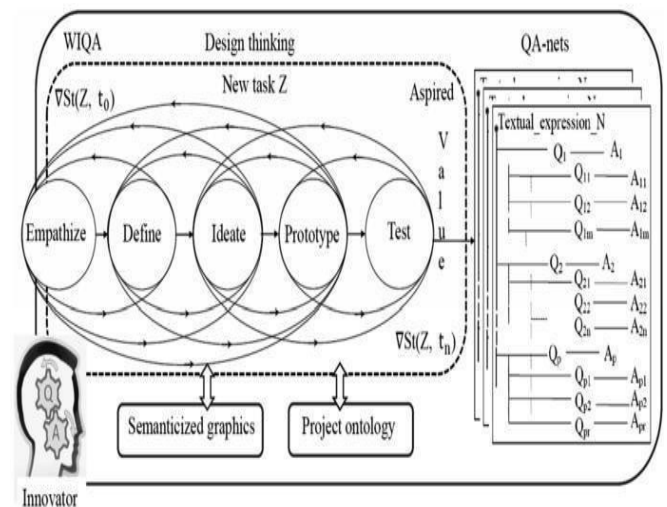 WIQA
Design thinking
QA-nets
New task Z
Aspired
Value
∇St(Z, t₀)
Empathize
Define
Ideate
Prototype
Test
∇St(Z, tₙ)
Semanticized graphics
Project ontology
Q
A
Innovator
Textual_expression_N
Q₁ A₁
Q₁₁ A₁₁
Q₁₂ A₁₂
Q₁ₘ A₁ₘ
Q₂ A₂
Q₂₁ A₂₁
Q₂₂ A₂₂
Q₂ₙ A₂ₙ
Qₚ Aₚ
Qₚ₁ Aₚ₁
Qₚ₂ Aₚ₂
Qₚᵣ Aₚᵣ